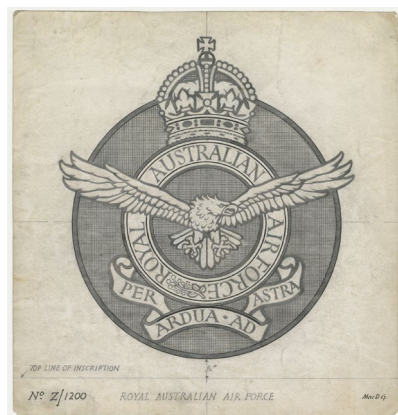 ROYAL AUSTRALIAN AIR FORCE
PER ARDUA · AD ASTRA
TOP LINE OF INSCRIPTION
Nº Z/1200
ROYAL AUSTRALIAN AIR FORCE